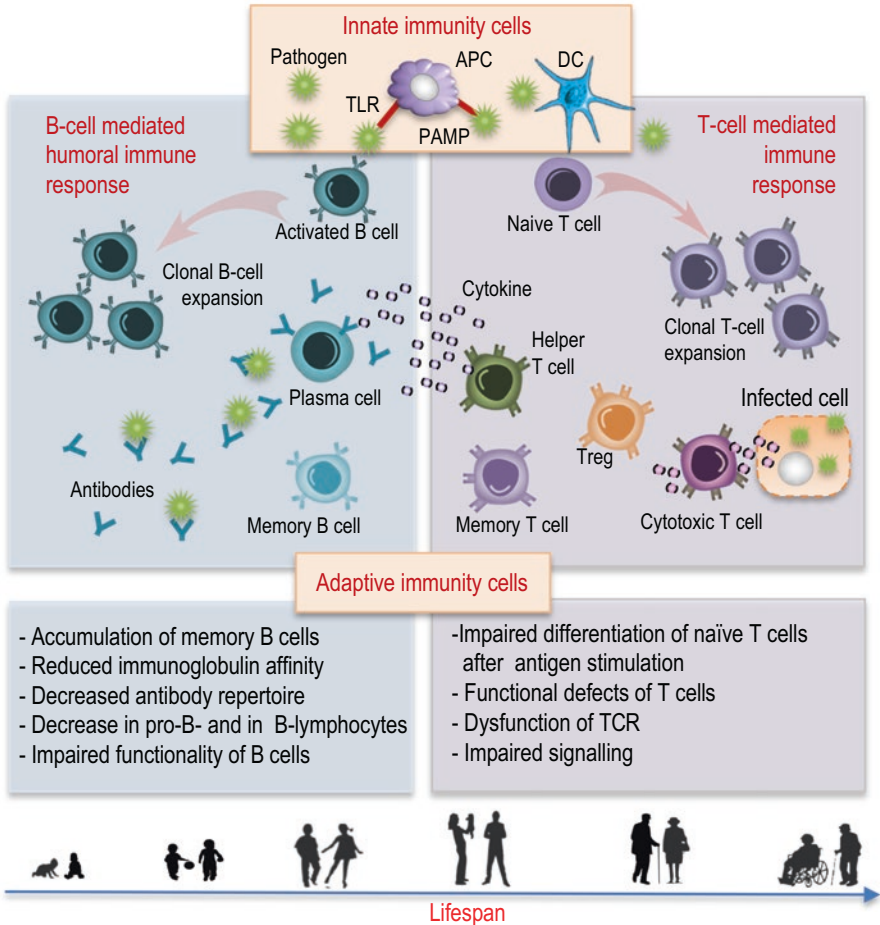 Innate immunity cells
Pathogen
APC
DC
TLR
PAMP
B-cell mediated
humoral immune
response
T-cell mediated
immune
response
Activated B cell
Naive T cell
Clonal B-cell
expansion
Cytokine
Clonal T-cell
expansion
Helper
T cell
Plasma cell
Infected cell
Treg
Antibodies
Memory B cell
Memory T cell
Cytotoxic T cell
Adaptive immunity cells
- Accumulation of memory B cells
- Reduced immunoglobulin affinity
- Decreased antibody repertoire
- Decrease in pro-B- and in B-lymphocytes
- Impaired functionality of B cells
-Impaired differentiation of naïve T cells
after antigen stimulation
- Functional defects of T cells
- Dysfunction of TCR
- Impaired signalling
Lifespan